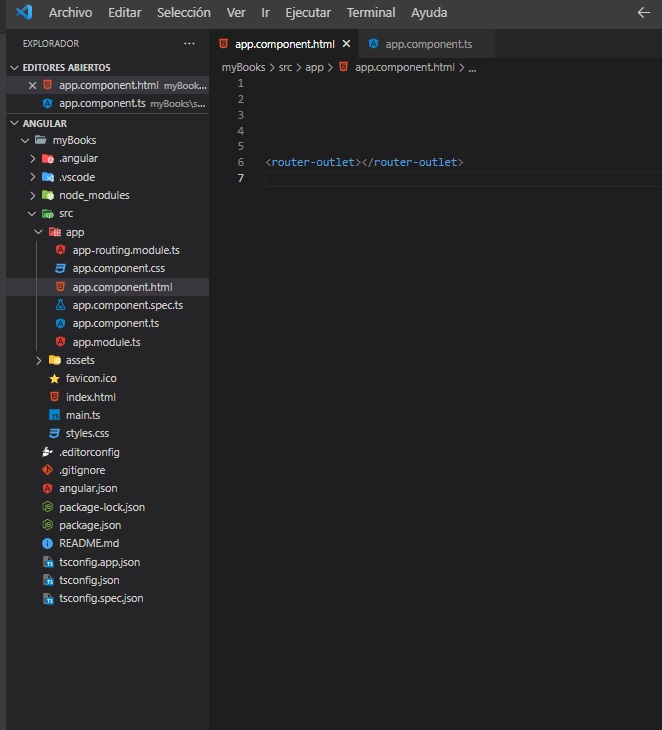 Archivo Editar Selección Ver Ir Ejecutar Terminal Ayuda
EXPLORADOR
app.component.html app.component.ts
EDITORES ABIERTOS
app.component.html myBook...
app.component.ts myBooks\s...
ANGULAR
myBooks
.angular
.vscode
node_modules
src
app
app-routing.module.ts
app.component.css
app.component.html
app.component.spec.ts
app.component.ts
app.module.ts
assets
favicon.ico
index.html
main.ts
styles.css
.editorconfig
.gitignore
angular.json
package-lock.json
package.json
README.md
tsconfig.app.json
tsconfig.json
tsconfig.spec.json
myBooks > src > app > app.component.html > ...
1
2
3
4
5
6 <router-outlet></router-outlet>
7